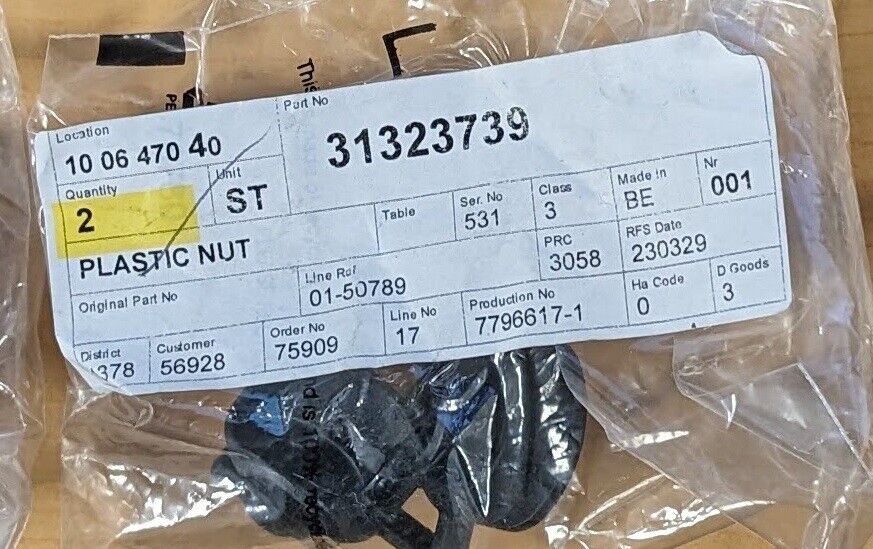 Location
10 06 470 40
Part No
31323739
Quantity
2
Unit
ST
PLASTIC NUT
Table
Ser. No
531
Class
3
Made in
BE
Nr
001
Original Part No
Line Ref
01-50789
PRC
3058
RFS Date
230329
District
378
Customer
56928
Order No
75909
Line No
17
Production No
7796617-1
Ha Code
0
D Goods
3
This